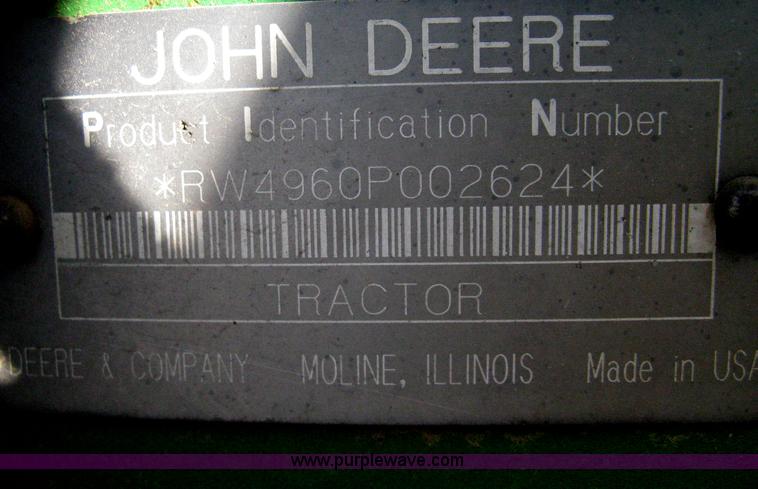 JOHN DEERE
Product Identification Number
*RW4960P002624*
TRACTOR
DEERE & COMPANY MOLINE, ILLINOIS Made in USA
www.purplewave.com